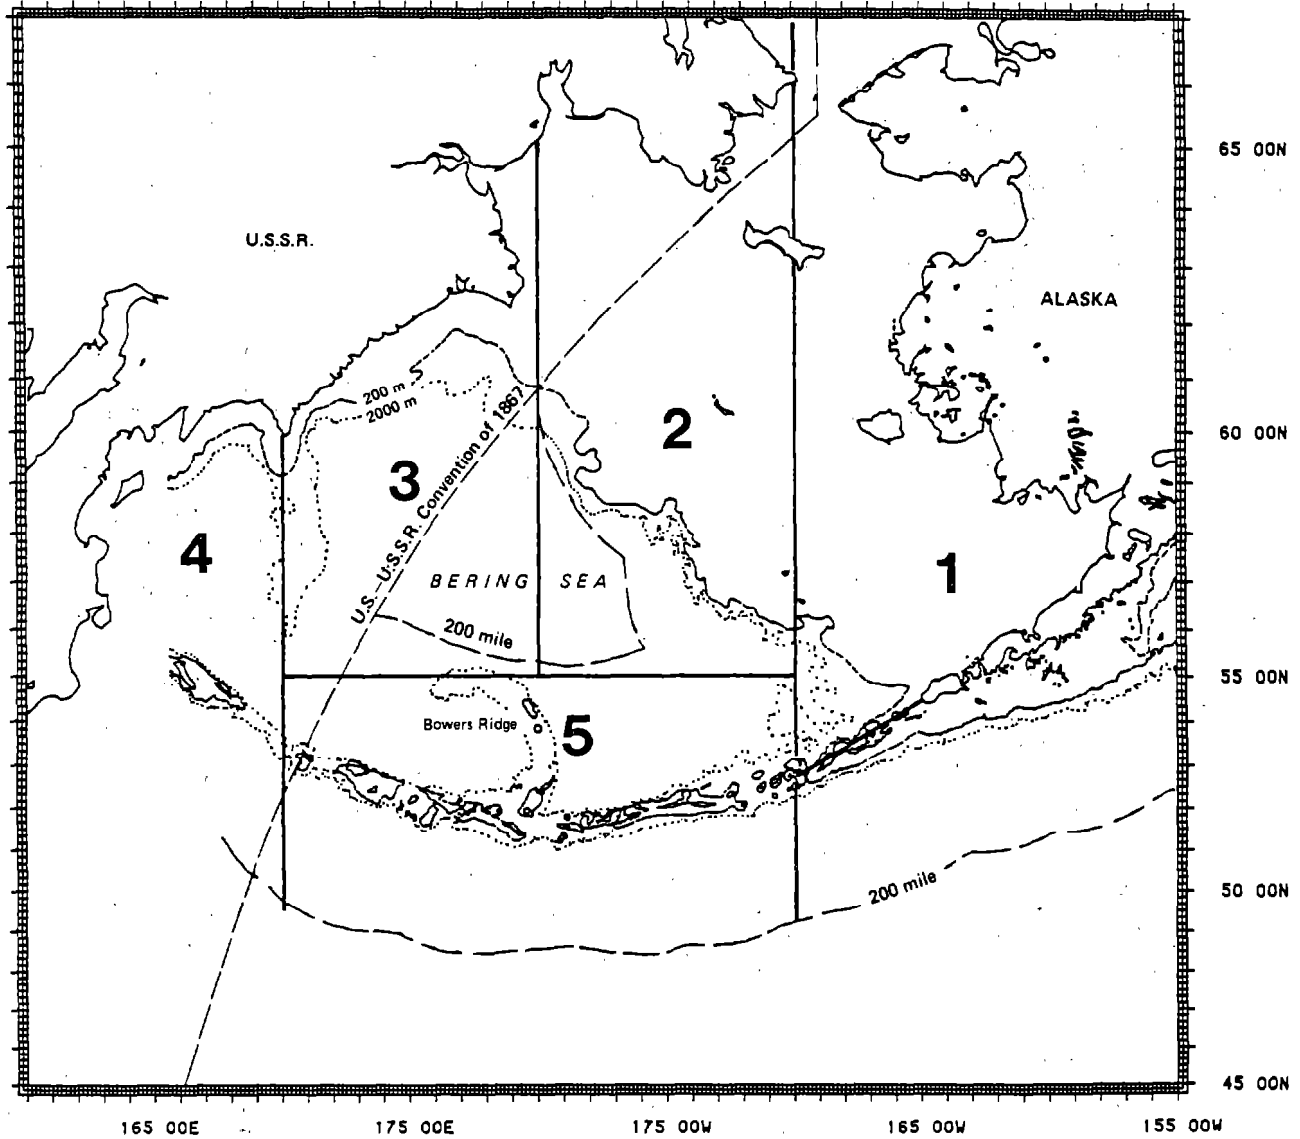 65 00N
U.S.S.R.
ALASKA
200 m
2000 m
2
60 00N
3
U.S. - U.S.S.R. Convention of 1867
4
1
BERING SEA
200 mile
55 00N
Bowers Ridge
5
200 mile
50 00N
45 00N
165 00E
175 00E
175 00W
165 00W
155 00W